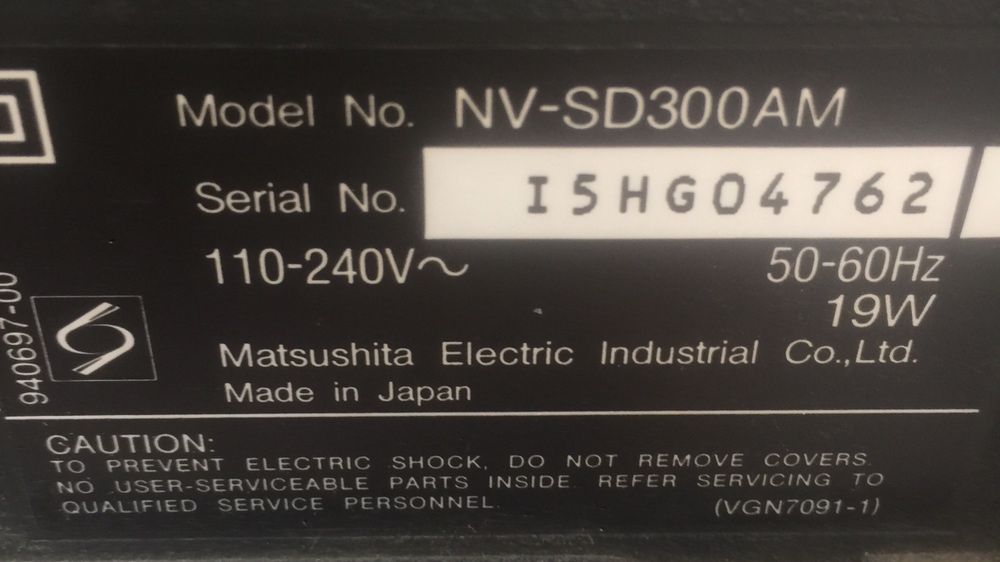 Model No. NV-SD300AM
Serial No. I5HG04762
110-240V~ 50-60Hz
19W
Matsushita Electric Industrial Co.,Ltd.
Made in Japan
940697-00
CAUTION:
TO PREVENT ELECTRIC SHOCK, DO NOT REMOVE COVERS.
NO USER-SERVICEABLE PARTS INSIDE. REFER SERVICING TO
QUALIFIED SERVICE PERSONNEL. (VGN7091-1)